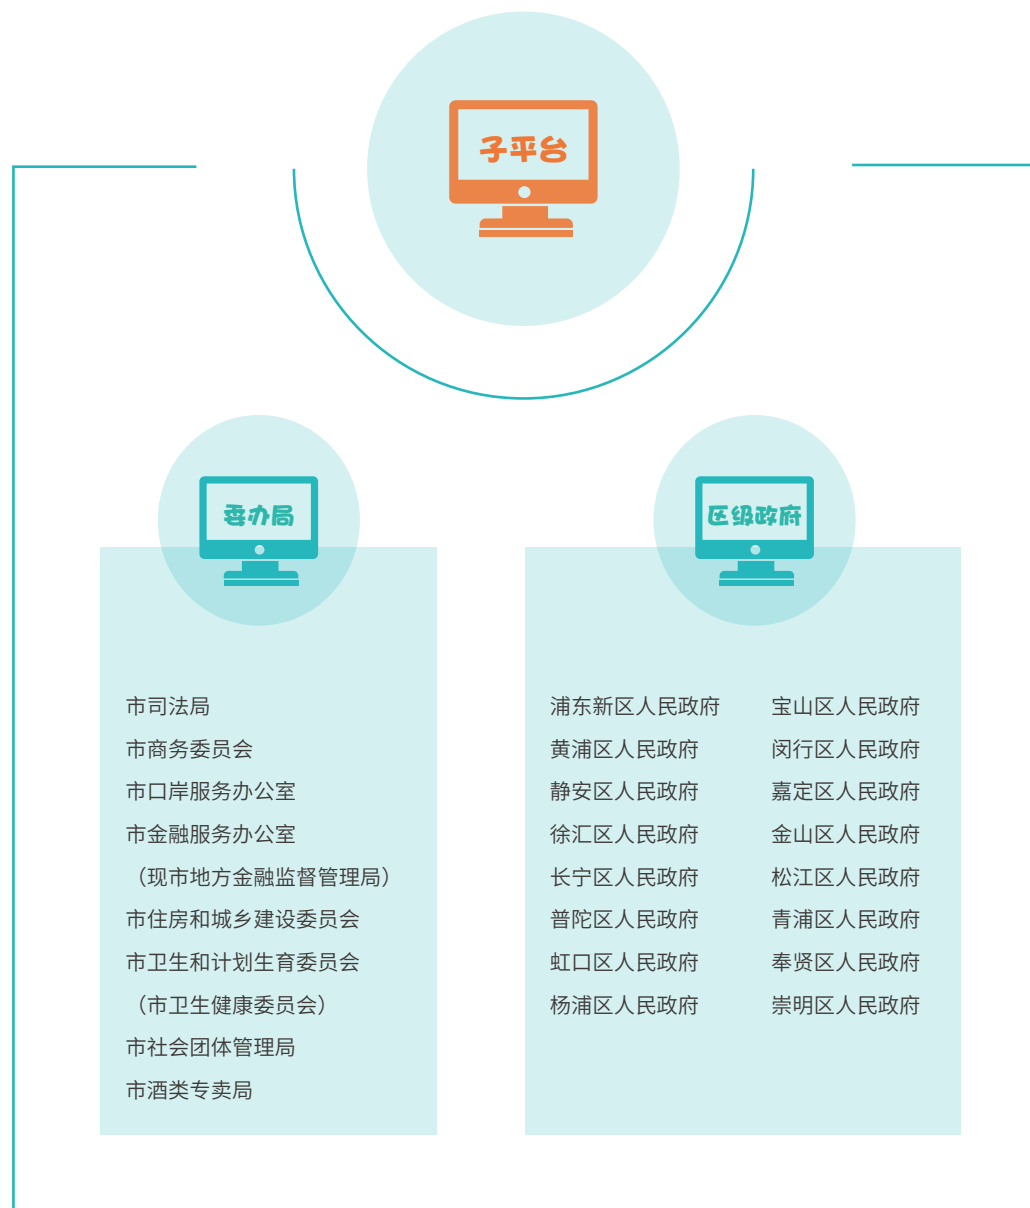 子平台
委办局
市司法局
市商务委员会
市口岸服务办公室
市金融服务办公室
（现市地方金融监督管理局）
市住房和城乡建设委员会
市卫生和计划生育委员会
（市卫生健康委员会）
市社会团体管理局
市酒类专卖局
区级政府
浦东新区人民政府
黄浦区人民政府
静安区人民政府
徐汇区人民政府
长宁区人民政府
普陀区人民政府
虹口区人民政府
杨浦区人民政府
宝山区人民政府
闵行区人民政府
嘉定区人民政府
金山区人民政府
松江区人民政府
青浦区人民政府
奉贤区人民政府
崇明区人民政府